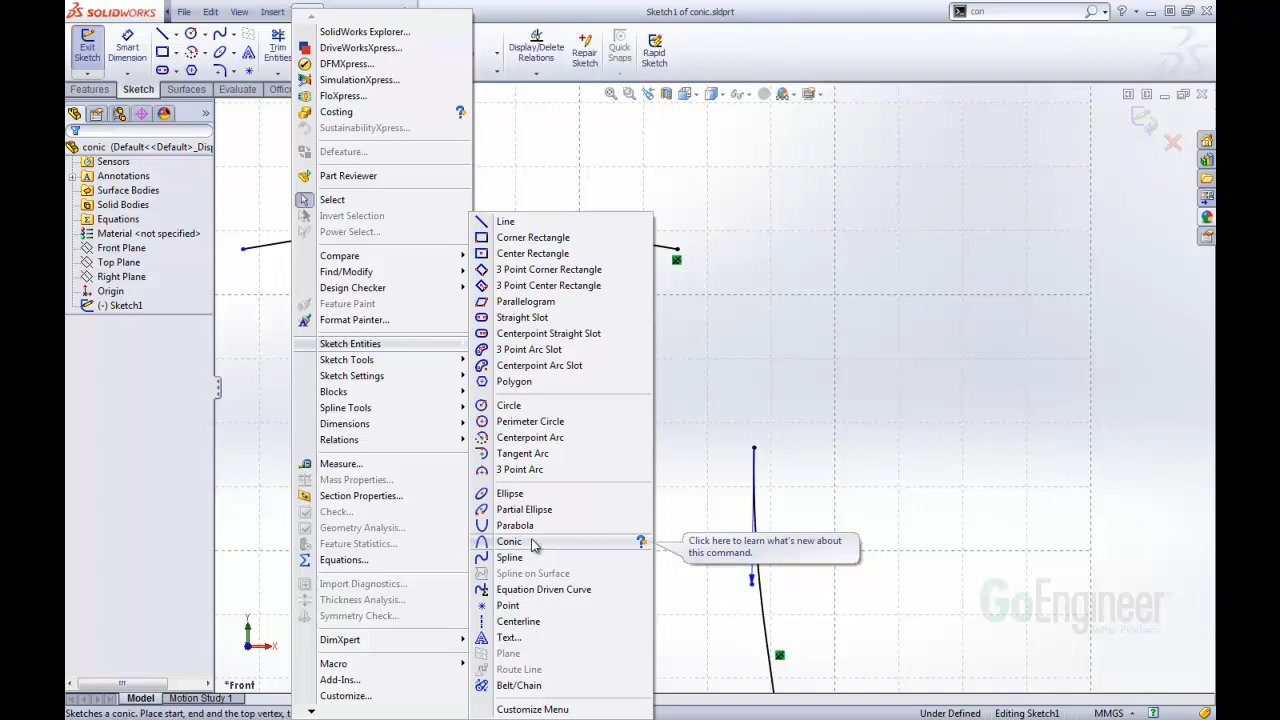 SOLIDWORKS
File
Edit
View
Insert
Sketch1 of conic.sldprt
con
Exit
Sketch
Smart
Dimension
Trim
Entities
Display/Delete
Relations
Repair
Sketch
Quick
Snaps
Rapid
Sketch
Features
Sketch
Surfaces
Evaluate
conic (Default<<Default>_Disp
Sensors
Annotations
Surface Bodies
Solid Bodies
Equations
Material <not specified>
Front Plane
Top Plane
Right Plane
Origin
(-) Sketch1
SolidWorks Explorer...
DriveWorksXpress...
DFMXpress...
SimulationXpress...
FloXpress...
Costing
SustainabilityXpress...
Defeature...
Part Reviewer
Select
Invert Selection
Power Select...
Compare
Find/Modify
Design Checker
Feature Paint
Format Painter...
Sketch Entities
Sketch Tools
Sketch Settings
Blocks
Spline Tools
Dimensions
Relations
Measure...
Mass Properties...
Section Properties...
Check...
Geometry Analysis...
Feature Statistics...
Equations...
Import Diagnostics...
Thickness Analysis...
Symmetry Check...
DimXpert
Macro
Add-Ins...
Customize...
Line
Corner Rectangle
Center Rectangle
3 Point Corner Rectangle
3 Point Center Rectangle
Parallelogram
Straight Slot
Centerpoint Straight Slot
3 Point Arc Slot
Centerpoint Arc Slot
Polygon
Circle
Perimeter Circle
Centerpoint Arc
Tangent Arc
3 Point Arc
Ellipse
Partial Ellipse
Parabola
Conic
Spline
Spline on Surface
Equation Driven Curve
Point
Centerline
Text...
Plane
Route Line
Belt/Chain
Customize Menu
Click here to learn what's new about
this command.
GoEngineer
Y
X
*Front
Model
Motion Study 1
Sketches a conic. Place start, end and the top vertex, t
Under Defined
Editing Sketch1
MMGS